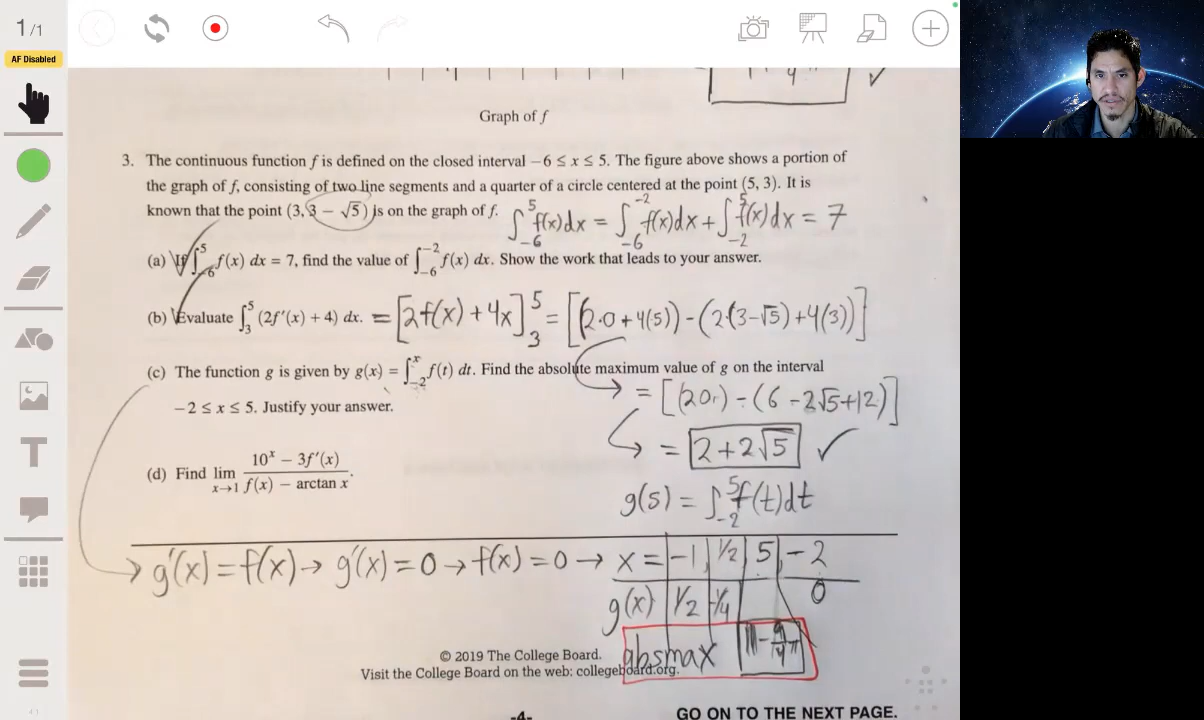 1/1
AF Disabled
4
Graph of f
3. The continuous function f is defined on the closed interval −6 ≤ x ≤ 5. The figure above shows a portion of
the graph of f, consisting of two line segments and a quarter of a circle centered at the point (5, 3). It is
known that the point (3, 3 − √5) is on the graph of f. ∫_{-6}^{5} f(x)dx = ∫_{-6}^{-2} f(x)dx + ∫_{-2}^{5} f(x)dx = 7
(a) If ∫_{-6}^{5} f(x) dx = 7, find the value of ∫_{-6}^{-2} f(x) dx. Show the work that leads to your answer.
(b) Evaluate ∫_{3}^{5} (2f′(x) + 4) dx. = [2f(x) + 4x]_{3}^{5} = [(2·0 + 4(5)) − (2·(3−√5) + 4(3))]
(c) The function g is given by g(x) = ∫_{-2}^{x} f(t) dt. Find the absolute maximum value of g on the interval
−2 ≤ x ≤ 5. Justify your answer.
→ = [(20) − (6 − 2√5 + 12)]
→ = 2 + 2√5 ✓
(d) Find lim_{x→1} (10^x − 3f′(x)) / (f(x) − arctan x).
g(5) = ∫_{-2}^{5} f(t)dt
→ g′(x) = f(x) → g′(x) = 0 → f(x) = 0 → x = −1, 1/2 5 −2
g(x) 1/2 −1/4 0
abs max 11 − 9/4 π
© 2019 The College Board.
Visit the College Board on the web: collegeboard.org.
-4-
GO ON TO THE NEXT PAGE.